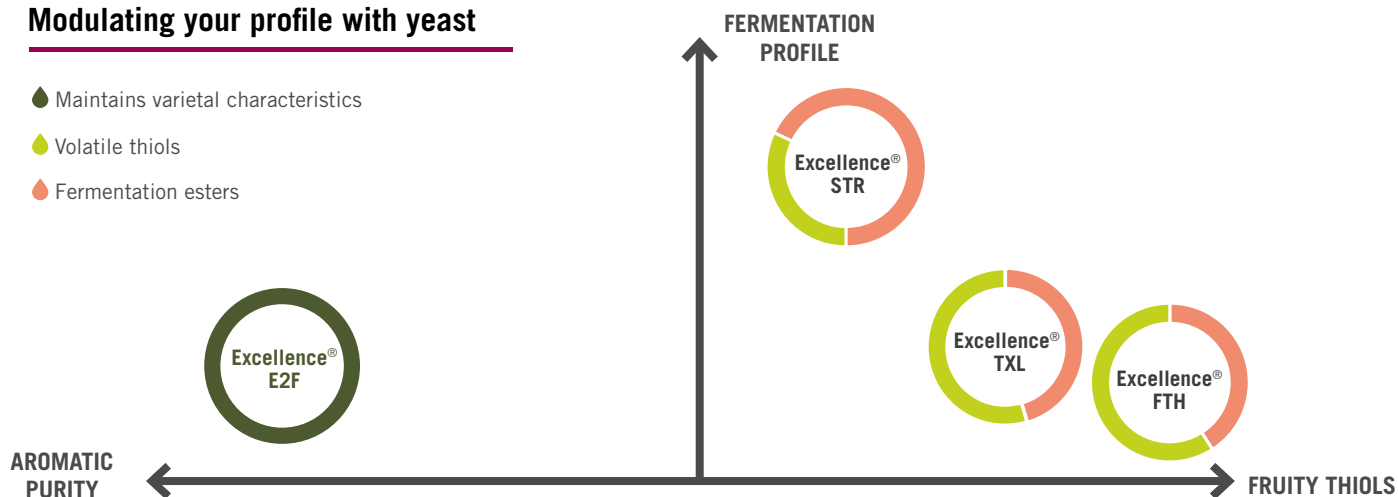 Modulating your profile with yeast
Maintains varietal characteristics
Volatile thiols
Fermentation esters
FERMENTATION
PROFILE
Excellence®
STR
Excellence®
E2F
Excellence®
TXL
Excellence®
FTH
AROMATIC
PURITY
FRUITY THIOLS